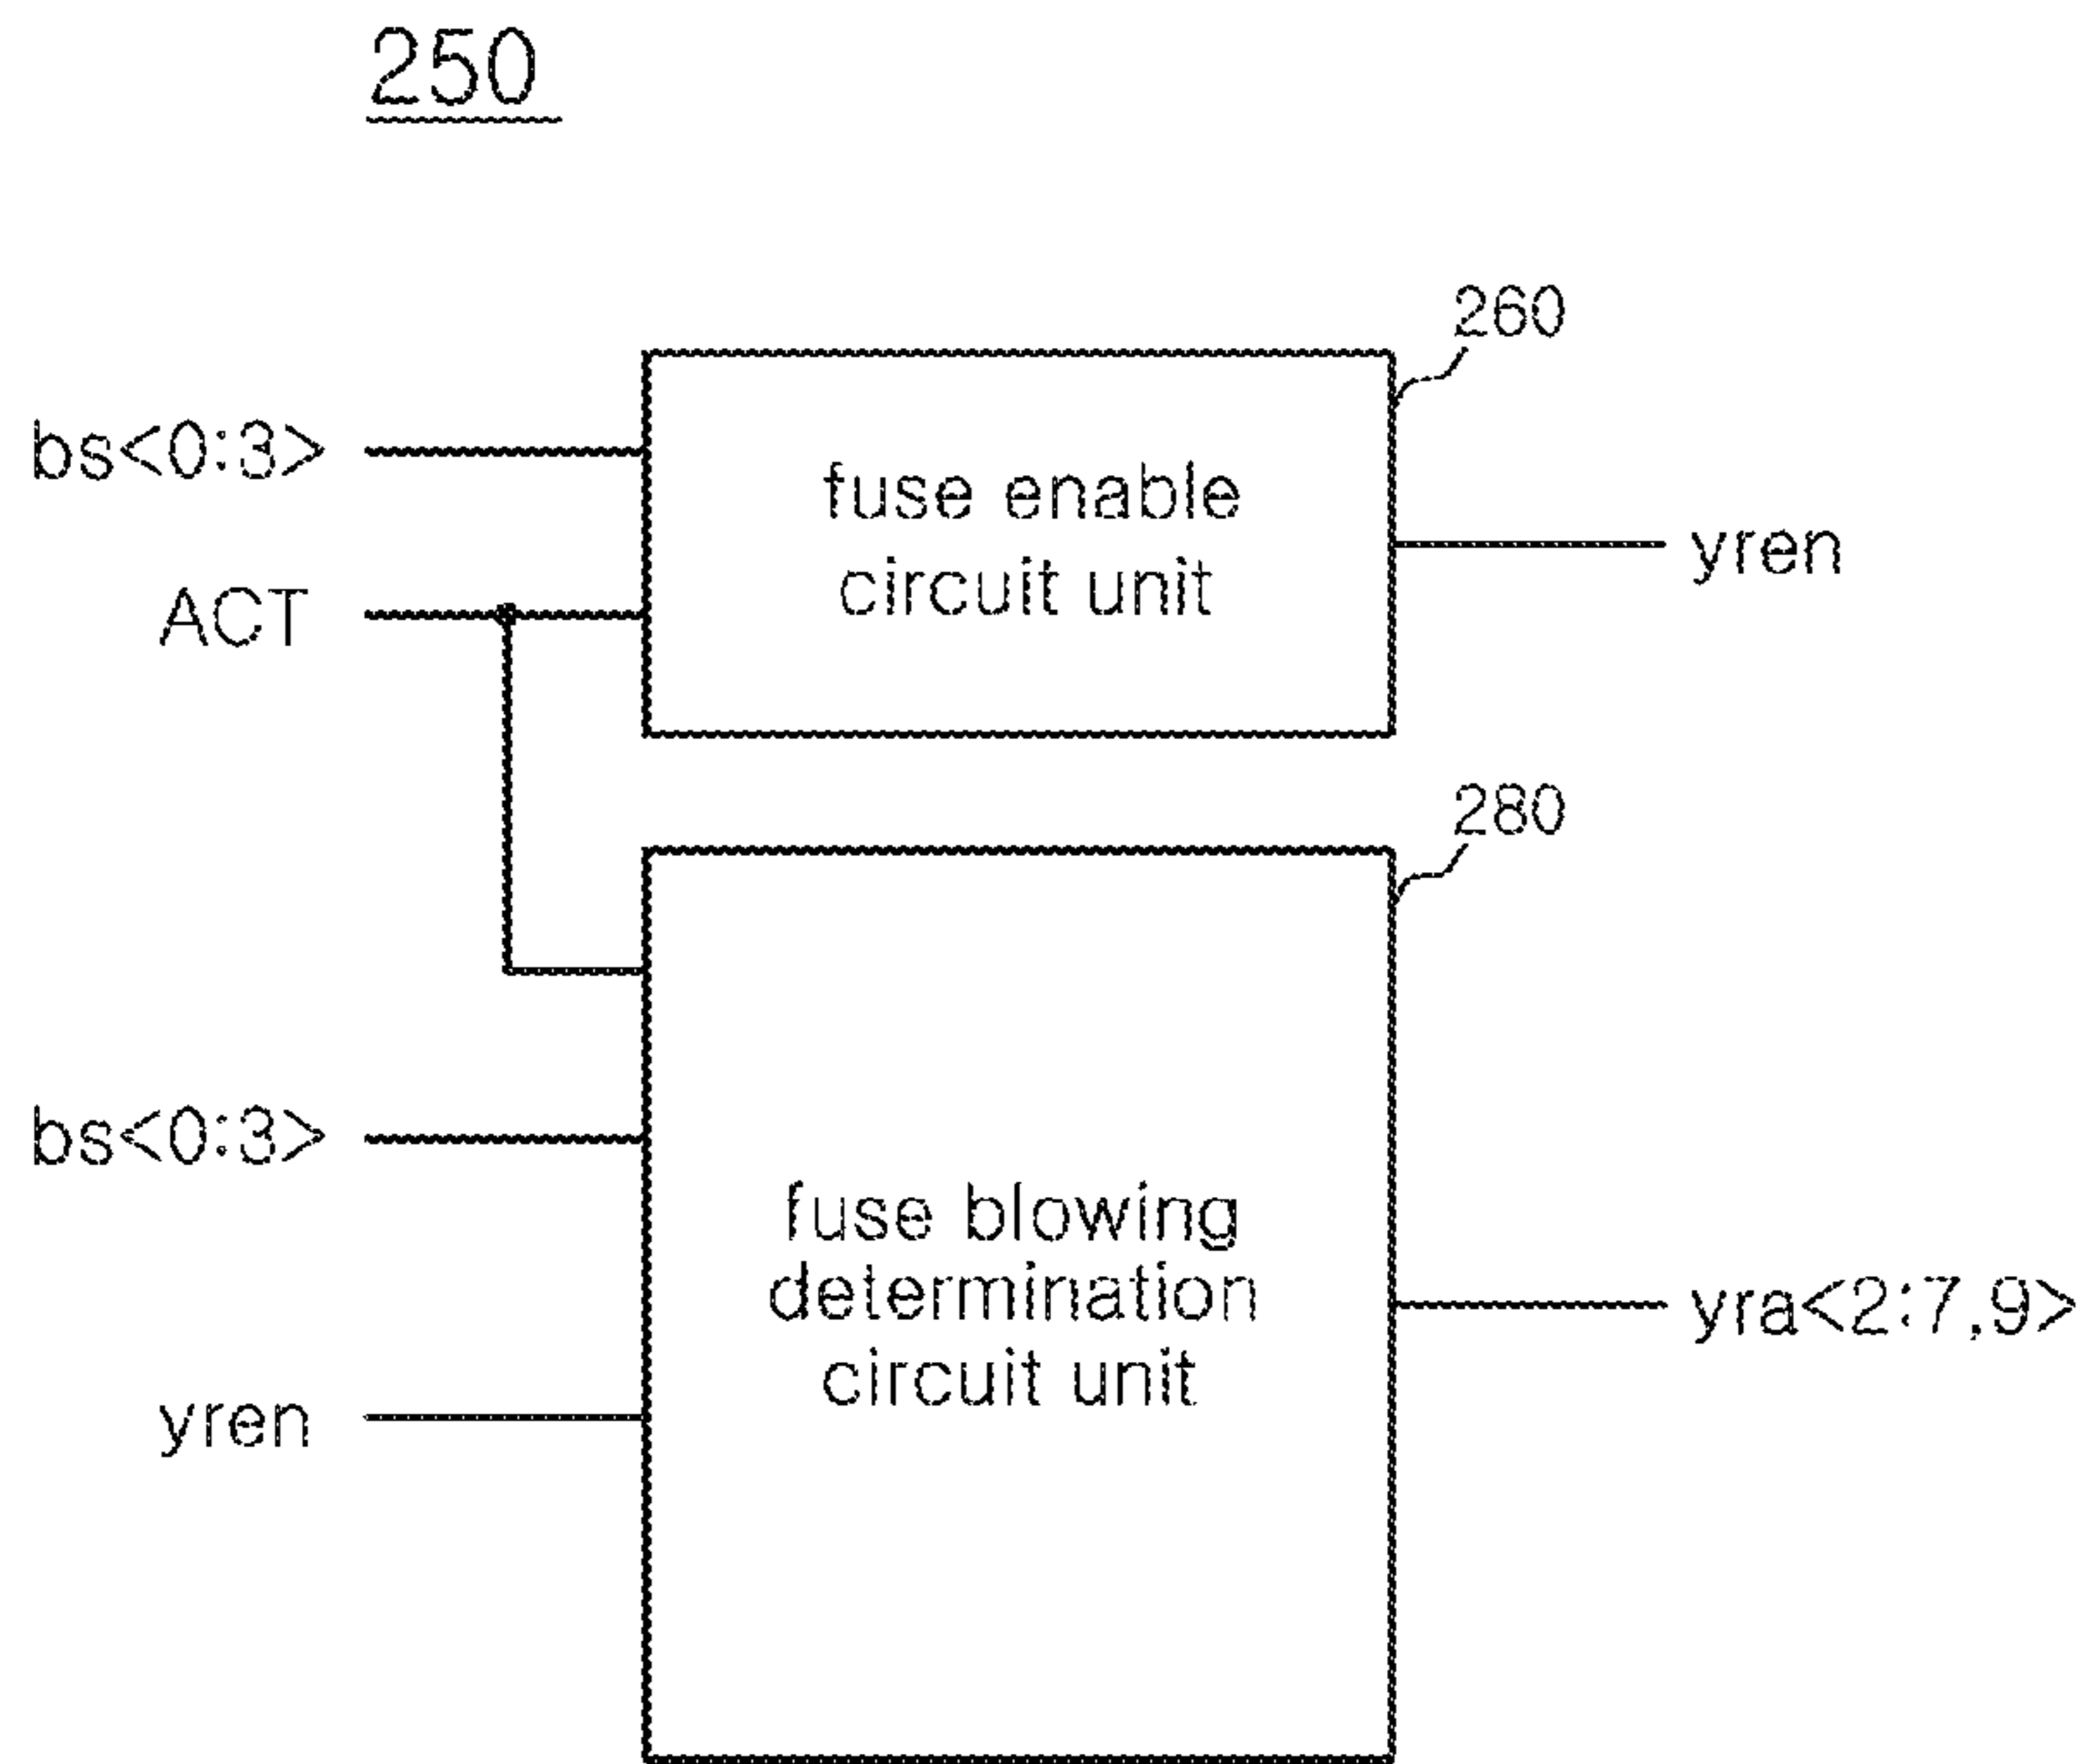 250
260
bs<0:3>
fuse enable
circuit unit
yren
ACT
280
bs<0:3>
fuse blowing
determination
circuit unit
yra<2:7,9>
yren